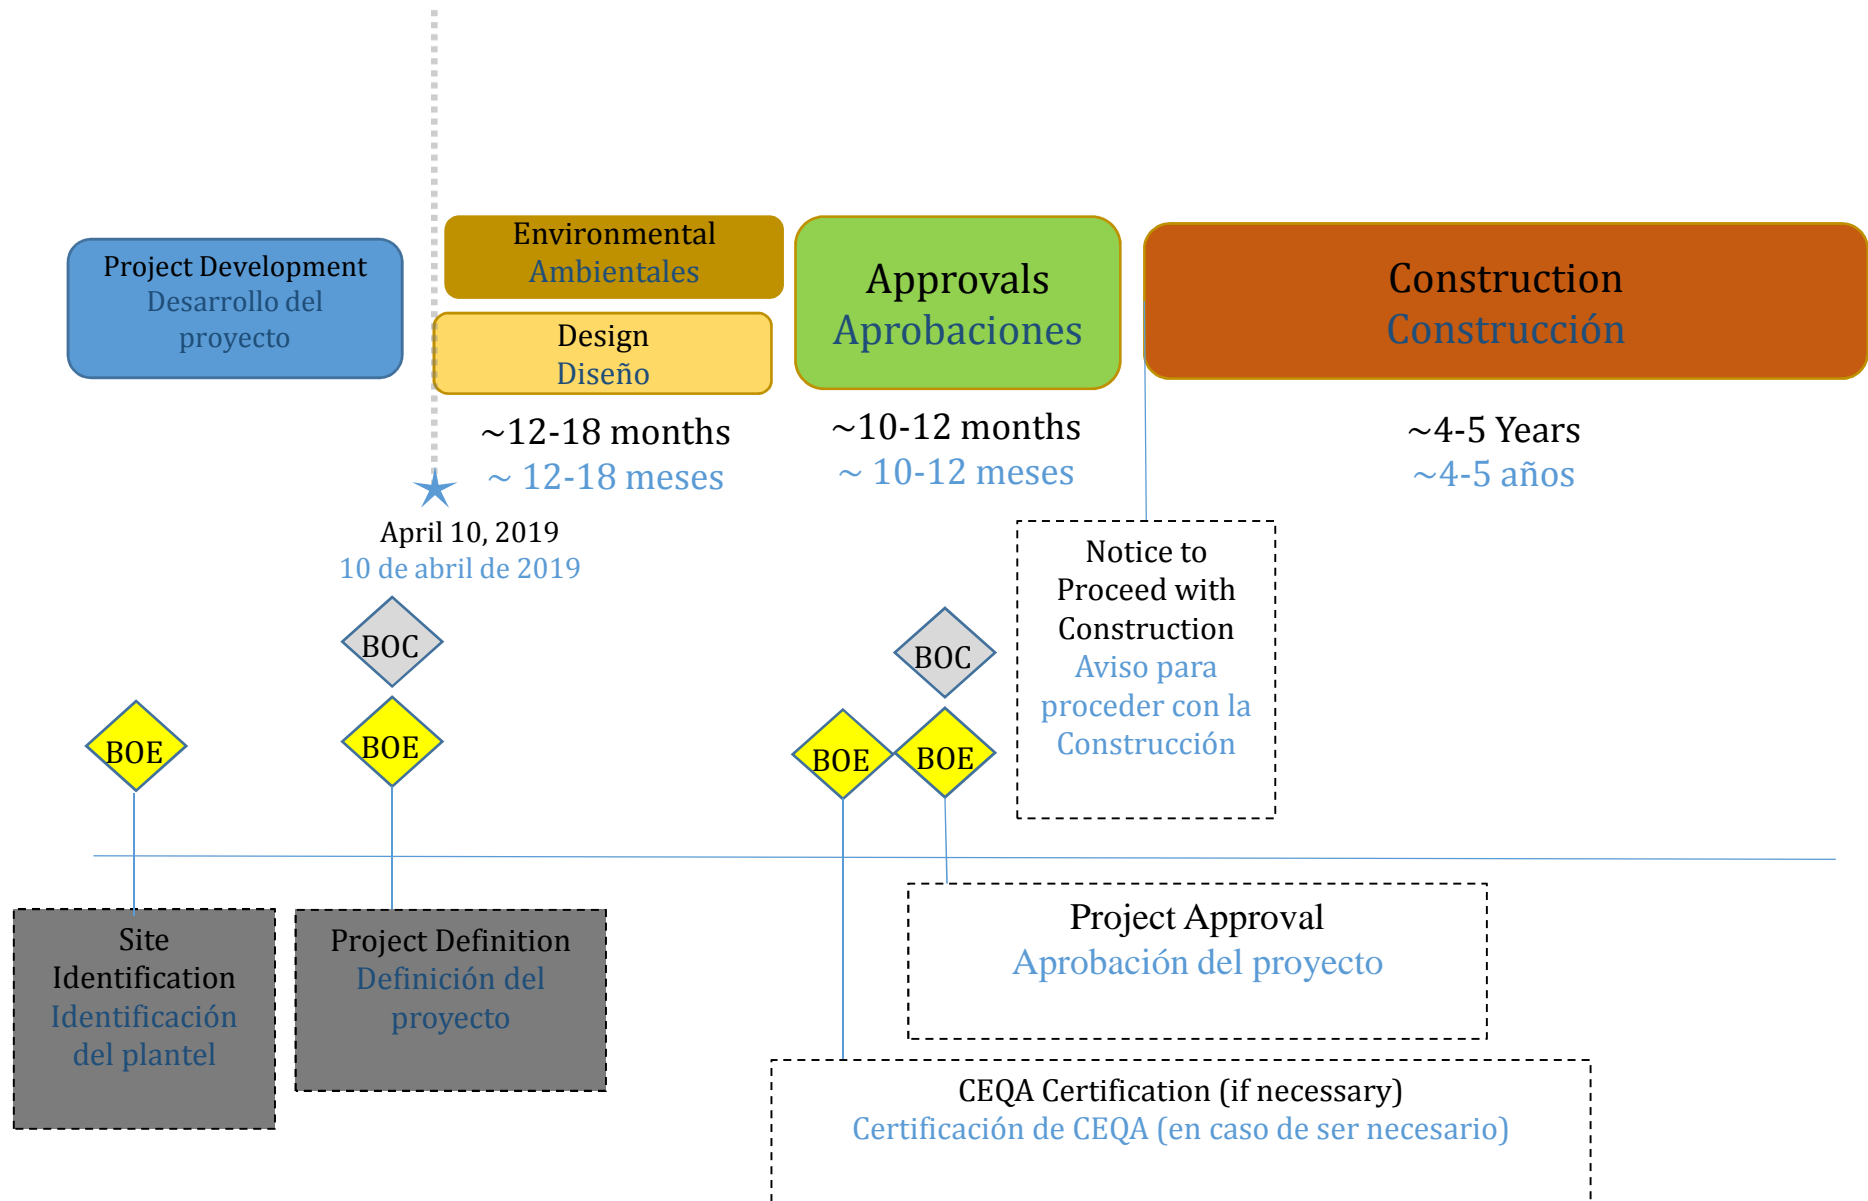 Project Development
Desarrollo del
proyecto
Environmental
Ambientales
Design
Diseño
Approvals
Aprobaciones
Construction
Construcción
~12-18 months
~ 12-18 meses
~10-12 months
~ 10-12 meses
~4-5 Years
~4-5 años
April 10, 2019
10 de abril de 2019
BOC
BOE
BOE
BOC
BOE
BOE
Notice to
Proceed with
Construction
Aviso para
proceder con la
Construcción
Site
Identification
Identificación
del plantel
Project Definition
Definición del
proyecto
Project Approval
Aprobación del proyecto
CEQA Certification (if necessary)
Certificación de CEQA (en caso de ser necesario)